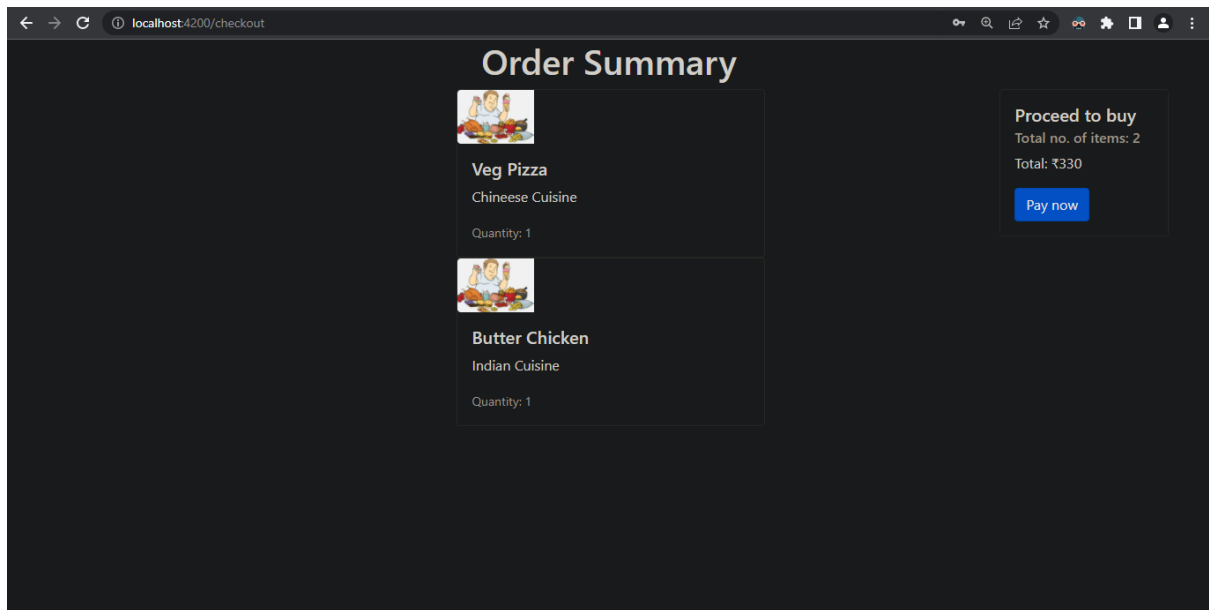 localhost:4200/checkout
Order Summary
Veg Pizza
Chineese Cuisine
Quantity: 1
Butter Chicken
Indian Cuisine
Quantity: 1
Proceed to buy
Total no. of items: 2
Total: ₹330
Pay now